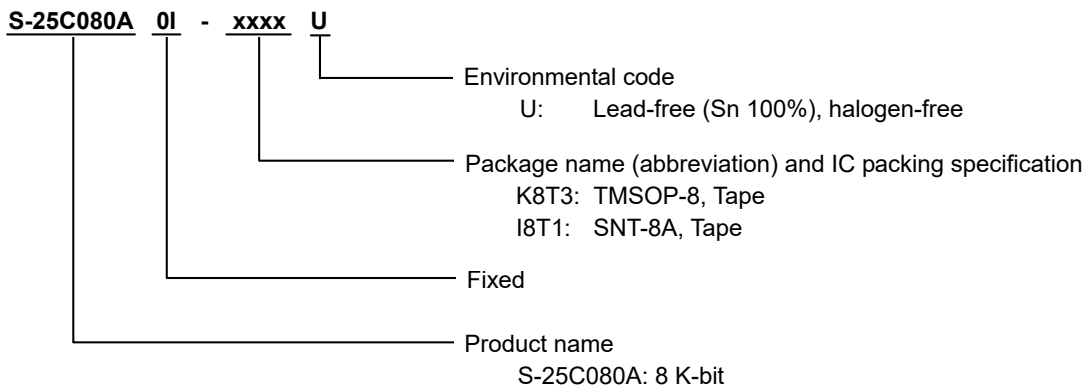 S-25C080A 0I - xxxx U
Environmental code
U: Lead-free (Sn 100%), halogen-free
Package name (abbreviation) and IC packing specification
K8T3: TMSOP-8, Tape
I8T1: SNT-8A, Tape
Fixed
Product name
S-25C080A: 8 K-bit